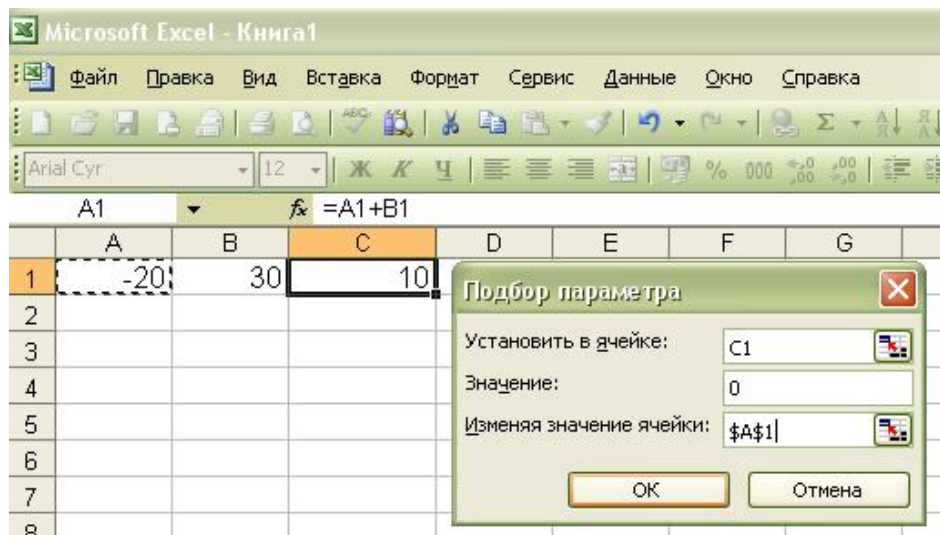 Microsoft Excel - Книга1
Файл Правка Вид Вставка Формат Сервис Данные Окно Справка
Arial Cyr 12 Ж К Ч % 000
A1 fx =A1+B1
A B C D E F G
1 -20 30 10
2
3
4
5
6
7
8
Подбор параметра
Установить в ячейке: C1
Значение: 0
Изменяя значение ячейки: $A$1
ОК Отмена